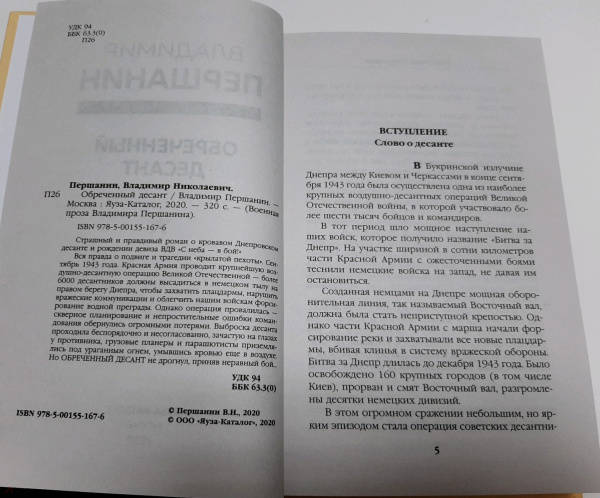 УДК 94
ББК 63.3(0)
П26
ВЛАДИМИР
ПЕРШАНИН
ОБРЕЧЕННЫЙ
ДЕСАНТ
Першанин, Владимир Николаевич.
П26 Обреченный десант / Владимир Першанин. —
Москва : Яуза-Каталог, 2020. — 320 с. — (Военная
проза Владимира Першанина).
ISBN 978-5-00155-167-6
Страшный и правдивый роман о кровавом Днепровском
десанте и рождении девиза ВДВ «С неба — в бой!»
Вся правда о подвиге и трагедии «крылатой пехоты». Сен-
тябрь 1943 года. Красная Армия проводит крупнейшую воз-
душно-десантную операцию Великой Отечественной — более
6000 десантников должны высадиться в немецком тылу на
правом берегу Днепра, чтобы захватить плацдармы, нарушить
вражеские коммуникации и облегчить нашим войскам форси-
рование водной преграды. Однако операция провалилась —
скверное планирование и непростительные ошибки коман-
дования обернулись огромными потерями. Выброска десанта
проходила беспорядочно и несогласованно, зачастую на глазах
у противника, грузовые планеры и парашютисты приземля-
лись под ураганным огнем, умывшись кровью еще в воздухе.
Но ОБРЕЧЕННЫЙ ДЕСАНТ не дрогнул, приняв неравный бой..
УДК 94
ББК 63.3(0)
ISBN 978-5-00155-167-6
© Першанин В.Н., 2020
© ООО «Яуза-Каталог», 2020
ВСТУПЛЕНИЕ
Слово о десанте
В Букринской излучине
Днепра между Киевом и Черкассами в конце сентя-
бря 1943 года была осуществлена одна из наиболее
крупных воздушно-десантных операций Великой
Отечественной войны, в которой участвовало бо-
лее шести тысяч бойцов и командиров.
В тот период шло мощное наступление на-
ших войск, которое получило название «Битва за
Днепр». На участке шириной в сотни километров
части Красной Армии с ожесточенными боями
теснили немецкие войска на запад, не давая им
остановиться.
Созданная немцами на Днепре мощная оборо-
нительная линия, так называемый Восточный вал,
должна была стать неприступной крепостью. Од-
нако части Красной Армии с марша начали фор-
сирование реки и захватывали все новые плацдар-
мы, вбивая клинья в систему вражеской обороны.
Битва за Днепр длилась до декабря 1943 года. Было
освобождено 160 крупных городов (в том числе
Киев), прорван и смят Восточный вал, разгромле-
ны десятки немецких дивизий.
В этом огромном сражении небольшим, но яр-
ким эпизодом стала операция советских десантни-
5